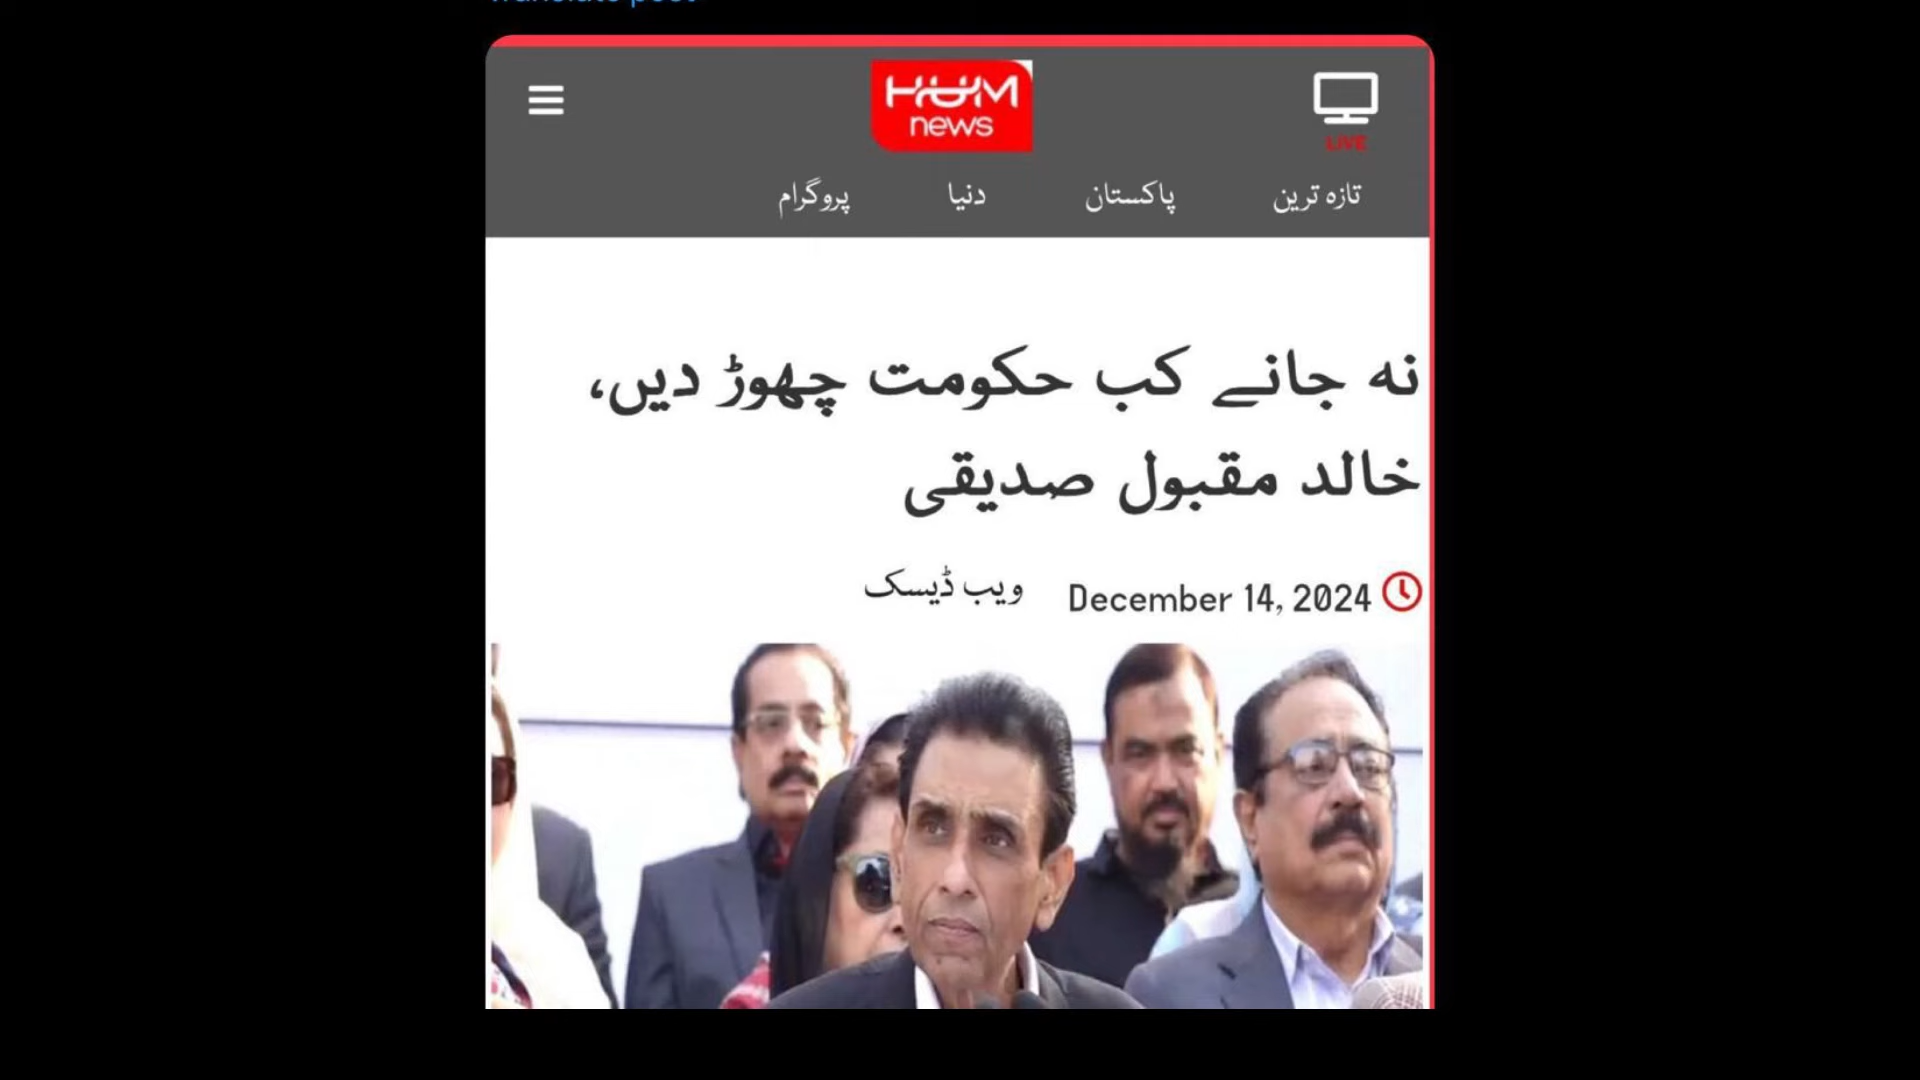 HUM
news
LIVE
تازہ ترین پاکستان دنیا پروگرام
نہ جانے کب حکومت چھوڑ دیں،
خالد مقبول صدیقی
December 14, 2024 ویب ڈیسک